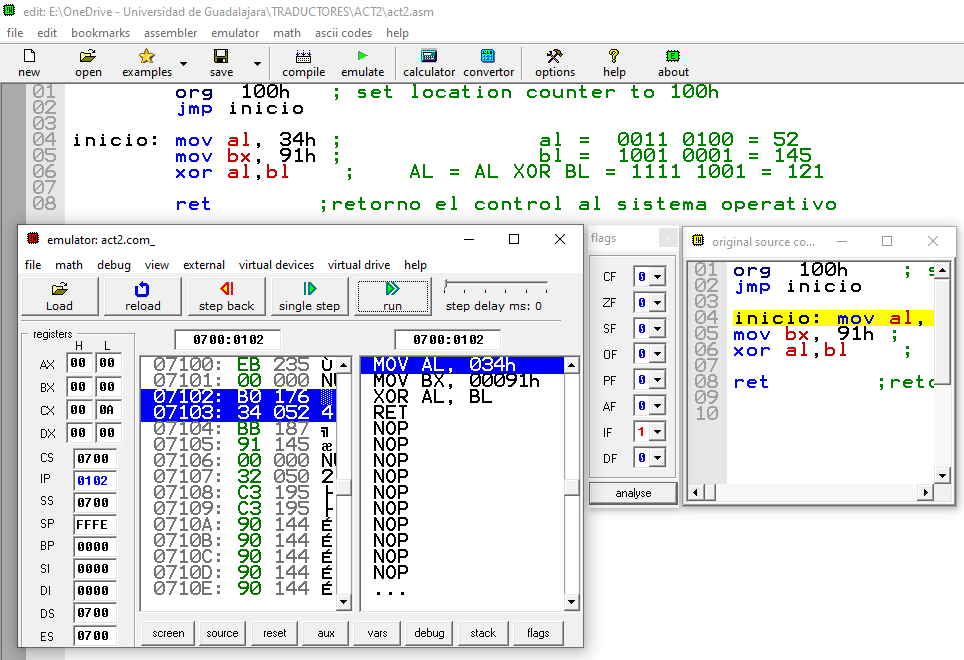 edit: E:\OneDrive - Universidad de Guadalajara\TRADUCTORES\ACT2\act2.asm
file edit bookmarks assembler emulator math ascii codes help
new open examples save compile emulate calculator convertor options help about
01 org 100h ; set location counter to 100h
02 jmp inicio
03
04 inicio: mov al, 34h ; al = 0011 0100 = 52
05 mov bx, 91h ; bl = 1001 0001 = 145
06 xor al,bl ; AL = AL XOR BL = 1111 1001 = 121
07
08 ret ;retorno el control al sistema operativo
emulator: act2.com_
file math debug view external virtual devices virtual drive help
Load reload step back single step run step delay ms: 0
registers
H L
AX 00 00
BX 00 00
CX 00 0A
DX 00 00
CS 0700
IP 0102
SS 0700
SP FFFE
BP 0000
SI 0000
DI 0000
DS 0700
ES 0700
0700:0102
07100: EB 235 Ù
07101: 00 000 NU
07102: B0 176 ░
07103: 34 052 4
07104: BB 187 ╗
07105: 91 145 æ
07106: 00 000 NU
07107: 32 050 2
07108: C3 195 ├
07109: C3 195 ├
0710A: 90 144 É
0710B: 90 144 É
0710C: 90 144 É
0710D: 90 144 É
0710E: 90 144 É
0700:0102
MOV AL, 034h
MOV BX, 00091h
XOR AL, BL
RET
NOP
NOP
NOP
NOP
NOP
NOP
NOP
NOP
NOP
NOP
...
screen source reset aux vars debug stack flags
flags
CF 0
ZF 0
SF 0
OF 0
PF 0
AF 0
IF 1
DF 0
analyse
original source co...
01 org 100h ; s
02 jmp inicio
03
04 inicio: mov al,
05 mov bx, 91h ;
06 xor al,bl ;
07
08 ret ;reto
09
10